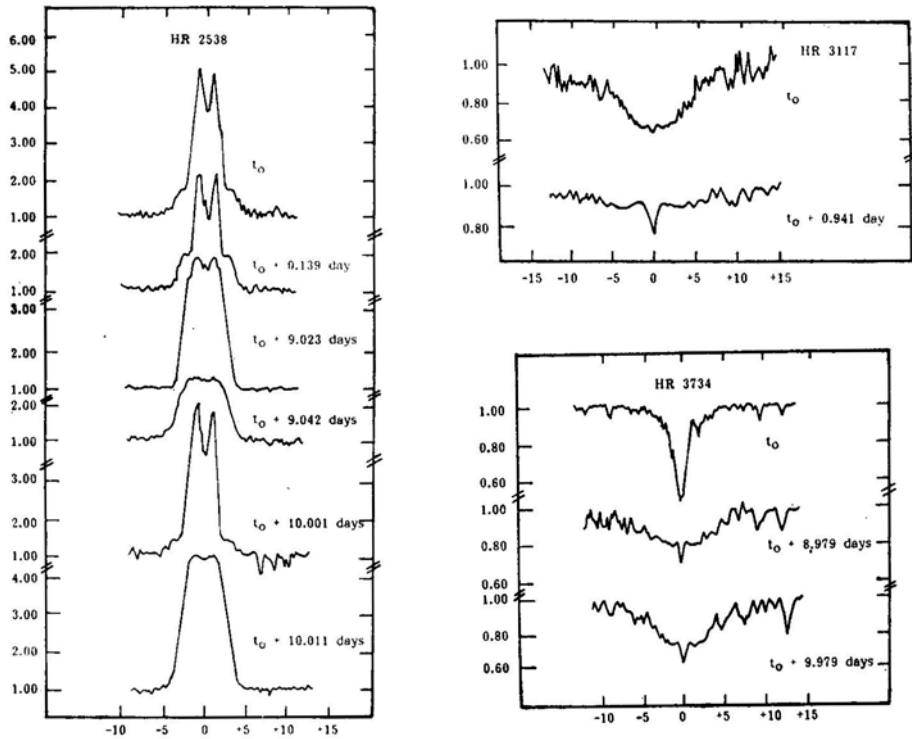 HR 2538
6.00
5.00
4.00
3.00
2.00
1.00
2.00
1.00
3.00
2.00
1.00
2.00
1.00
3.00
2.00
1.00
4.00
3.00
2.00
1.00
t₀
t₀ + 0.139 day
t₀ + 9.023 days
t₀ + 9.042 days
t₀ + 10.001 days
t₀ + 10.011 days
-10 -5 0 +5 +10 +15
HR 3117
1.00
0.80
0.60
1.00
0.80
t₀
t₀ + 0.941 day
-15 -10 -5 0 +5 +10 +15
HR 3734
1.00
0.80
0.60
1.00
0.80
0.60
1.00
0.80
0.60
t₀
t₀ + 8,979 days
t₀ + 9.979 days
-10 -5 0 +5 +10 +15